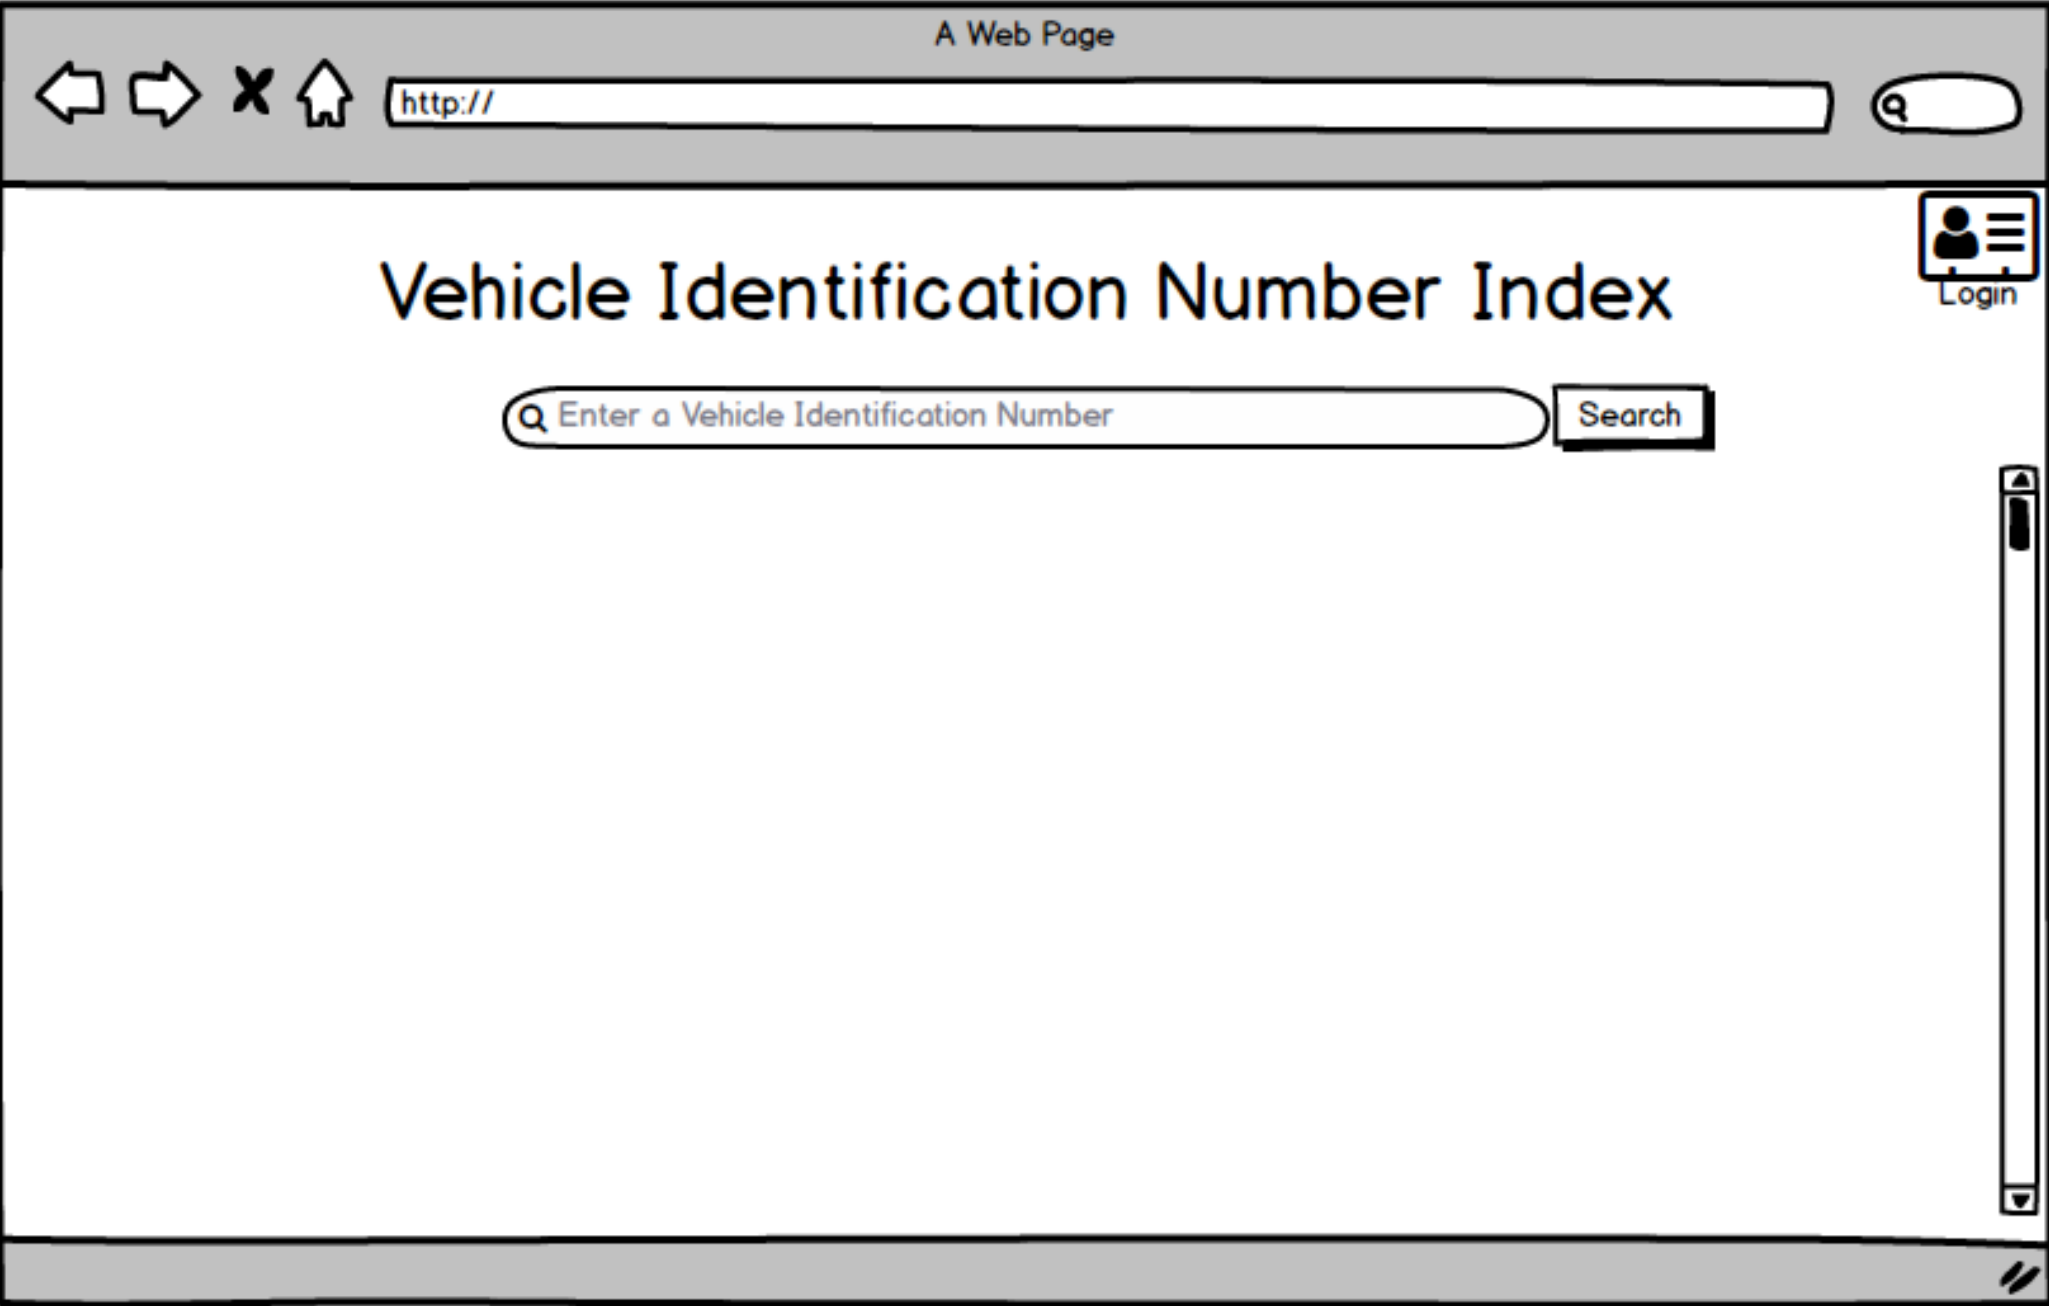 A Web Page
http://
Login
Vehicle Identification Number Index
Enter a Vehicle Identification Number
Search